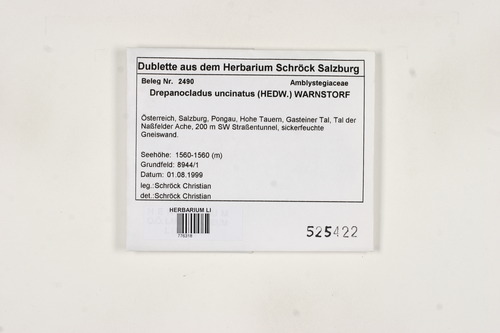 Dublette aus dem Herbarium Schröck Salzburg
Beleg Nr. 2490 Amblystegiaceae
Drepanocladus uncinatus (HEDW.) WARNSTORF
Österreich, Salzburg, Pongau, Hohe Tauern, Gasteiner Tal, Tal der
Naßfelder Ache, 200 m SW Straßentunnel, sickerfeuchte
Gneiswand.
Seehöhe: 1560-1560 (m)
Grundfeld: 8944/1
Datum: 01.08.1999
leg.:Schröck Christian
det.:Schröck Christian
HERBARIUM LI
525422